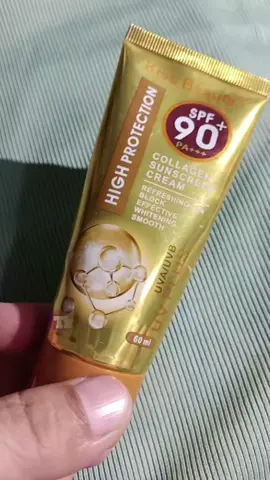 SPF +
90
PA+++
HIGH PROTECTION
COLLAGEN
SUNSCREEN
CREAM
REFRESHING
BLOCK
EFFECTIVE
WHITENING
SMOOTH
UVA/UVB
60 ml